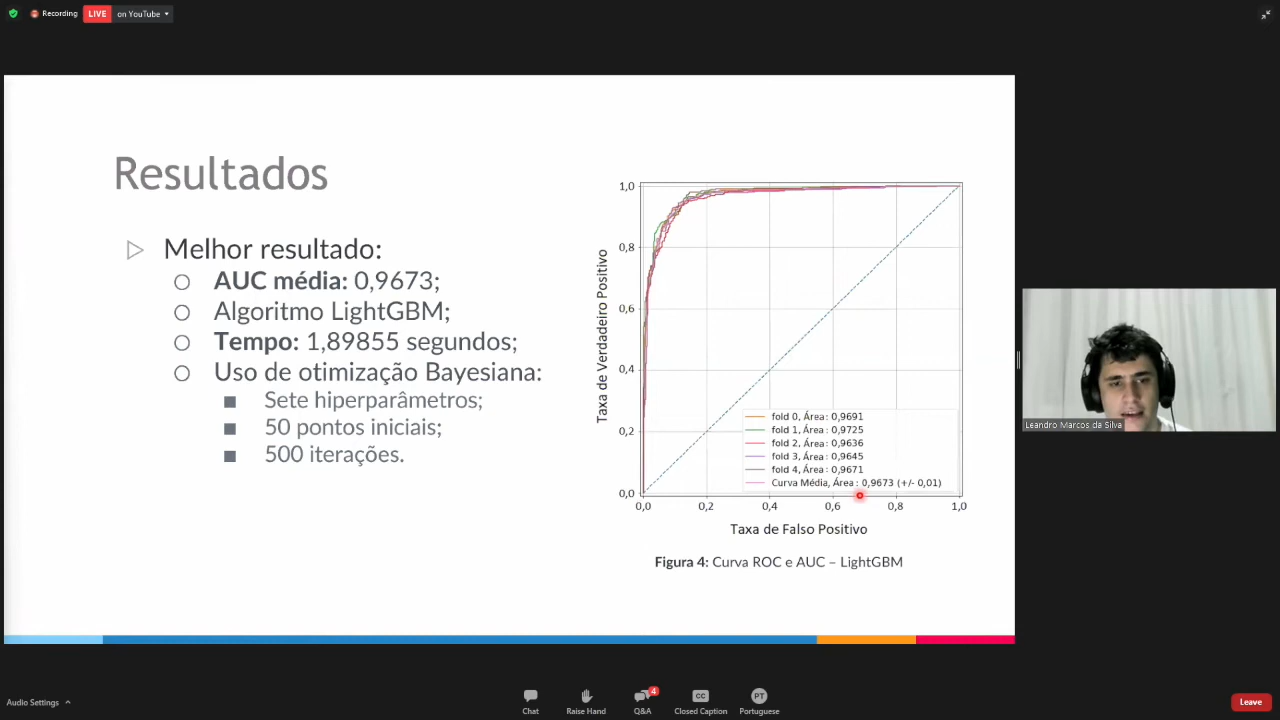 Recording
LIVE
on YouTube
Resultados
Melhor resultado:
AUC média: 0,9673;
Algoritmo LightGBM;
Tempo: 1,89855 segundos;
Uso de otimização Bayesiana:
Sete hiperparâmetros;
50 pontos iniciais;
500 iterações.
Taxa de Verdadeiro Positivo
1,0
0,8
0,6
0,4
0,2
0,0
fold 0, Área : 0,9691
fold 1, Área : 0,9725
fold 2, Área : 0,9636
fold 3, Área : 0,9645
fold 4, Área : 0,9671
Curva Média, Área : 0,9673 (+/- 0,01)
0,0 0,2 0,4 0,6 0,8 1,0
Taxa de Falso Positivo
Figura 4: Curva ROC e AUC – LightGBM
Leandro Marcos da Silva
Audio Settings
Chat
Raise Hand
4
Q&A
CC
Closed Caption
PT
Portuguese
Leave